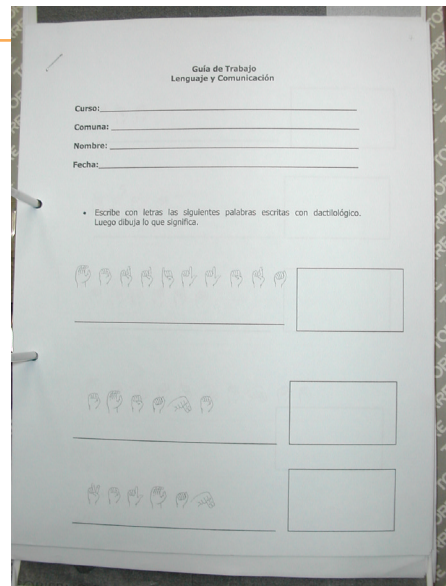 Guía de Trabajo
Lenguaje y Comunicación
Curso:
Comuna:
Nombre:
Fecha:
• Escribe con letras las siguientes palabras escritas con dactilológico.
Luego dibuja lo que significa.